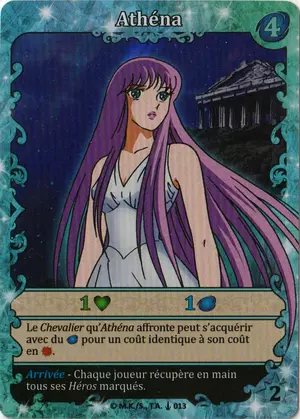 Athéna
4
1 1
Le Chevalier qu'Athéna affronte peut s'acquérir
avec du pour un coût identique à son coût
en .
Arrivée - Chaque joueur récupère en main
tous ses Héros marqués.
2
© M.K./S., T.A. 013